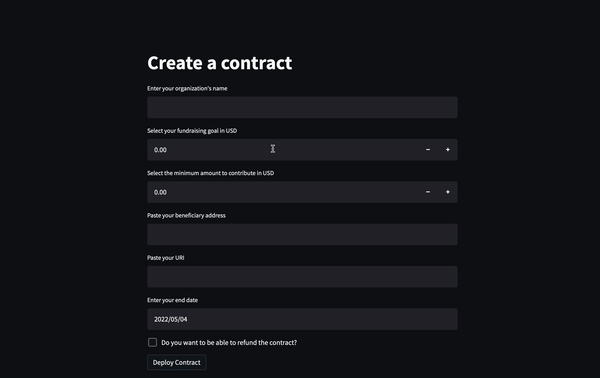 Create a contract
Enter your organization's name
Select your fundraising goal in USD
0.00
Select the minimum amount to contribute in USD
0.00
Paste your beneficiary address
Paste your URI
Enter your end date
2022/05/04
Do you want to be able to refund the contract?
Deploy Contract